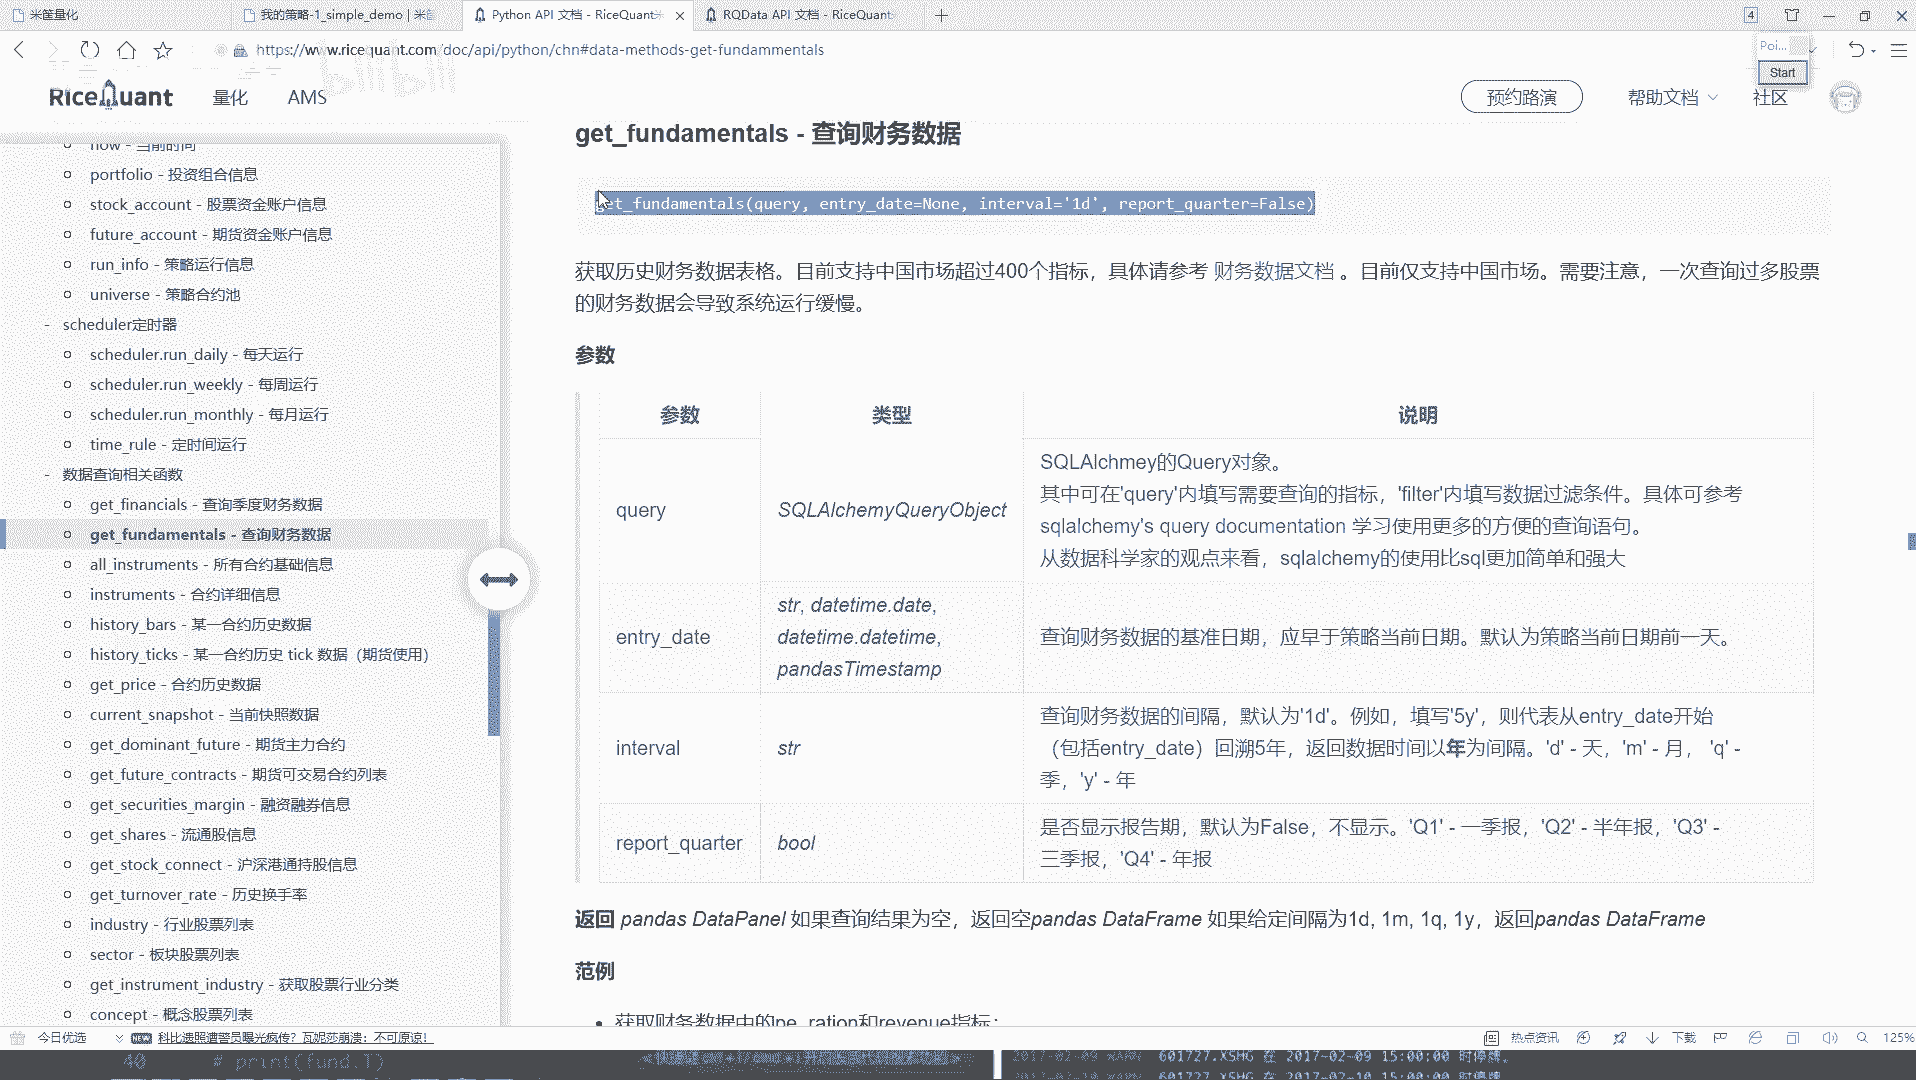 米筐量化
我的策略-1_simple_demo | 米筐
Python API 文档 - RiceQuant米
RQData API 文档 - RiceQuant
4
https://www.ricequant.com/doc/api/python/chn#data-methods-get-fundammentals
Poi...
Start
bilibili
RiceQuant
量化
AMS
预约路演
帮助文档
社区
now - 当前时间
portfolio - 投资组合信息
stock_account - 股票资金账户信息
future_account - 期货资金账户信息
run_info - 策略运行信息
universe - 策略合约池
- scheduler定时器
scheduler.run_daily - 每天运行
scheduler.run_weekly - 每周运行
scheduler.run_monthly - 每月运行
time_rule - 定时间运行
- 数据查询相关函数
get_financials - 查询季度财务数据
get_fundamentals - 查询财务数据
all_instruments - 所有合约基础信息
instruments - 合约详细信息
history_bars - 某一合约历史数据
history_ticks - 某一合约历史 tick 数据（期货使用）
get_price - 合约历史数据
current_snapshot - 当前快照数据
get_dominant_future - 期货主力合约
get_future_contracts - 期货可交易合约列表
get_securities_margin - 融资融券信息
get_shares - 流通股信息
get_stock_connect - 沪深港通持股信息
get_turnover_rate - 历史换手率
industry - 行业股票列表
sector - 板块股票列表
get_instrument_industry - 获取股票行业分类
concept - 概念股票列表
get_fundamentals - 查询财务数据
get_fundamentals(query, entry_date=None, interval='1d', report_quarter=False)
获取历史财务数据表格。目前支持中国市场超过400个指标，具体请参考 财务数据文档 。目前仅支持中国市场。需要注意，一次查询过多股票
的财务数据会导致系统运行缓慢。
参数
参数 类型 说明
query SQLAlchemyQueryObject
SQLAlchmey的Query对象。
其中可在'query'内填写需要查询的指标，'filter'内填写数据过滤条件。具体可参考
sqlalchemy's query documentation 学习使用更多的方便的查询语句。
从数据科学家的观点来看，sqlalchemy的使用比sql更加简单和强大
entry_date
str, datetime.date,
datetime.datetime,
pandasTimestamp
查询财务数据的基准日期，应早于策略当前日期。默认为策略当前日期前一天。
interval str
查询财务数据的间隔，默认为'1d'。例如，填写'5y'，则代表从entry_date开始
（包括entry_date）回溯5年，返回数据时间以年为间隔。'd' - 天，'m' - 月， 'q' -
季，'y' - 年
report_quarter bool
是否显示报告期，默认为False，不显示。'Q1' - 一季报，'Q2' - 半年报，'Q3' -
三季报，'Q4' - 年报
返回 pandas DataPanel 如果查询结果为空，返回空pandas DataFrame 如果给定间隔为1d, 1m, 1q, 1y，返回pandas DataFrame
范例
获取财务数据中的pe_ration和revenue指标：
今日优选
NEW 科比遗照遭警员曝光疯传？瓦妮莎崩溃：不可原谅！
热点资讯
下载
125%
40 # print(fund.T)
2017-02-09 WARN 601727.XSHG 在 2017-02-09 15:00:00 时停牌。
2017-02-10 WARN 601727.XSHG 在 2017-02-10 15:00:00 时停牌。